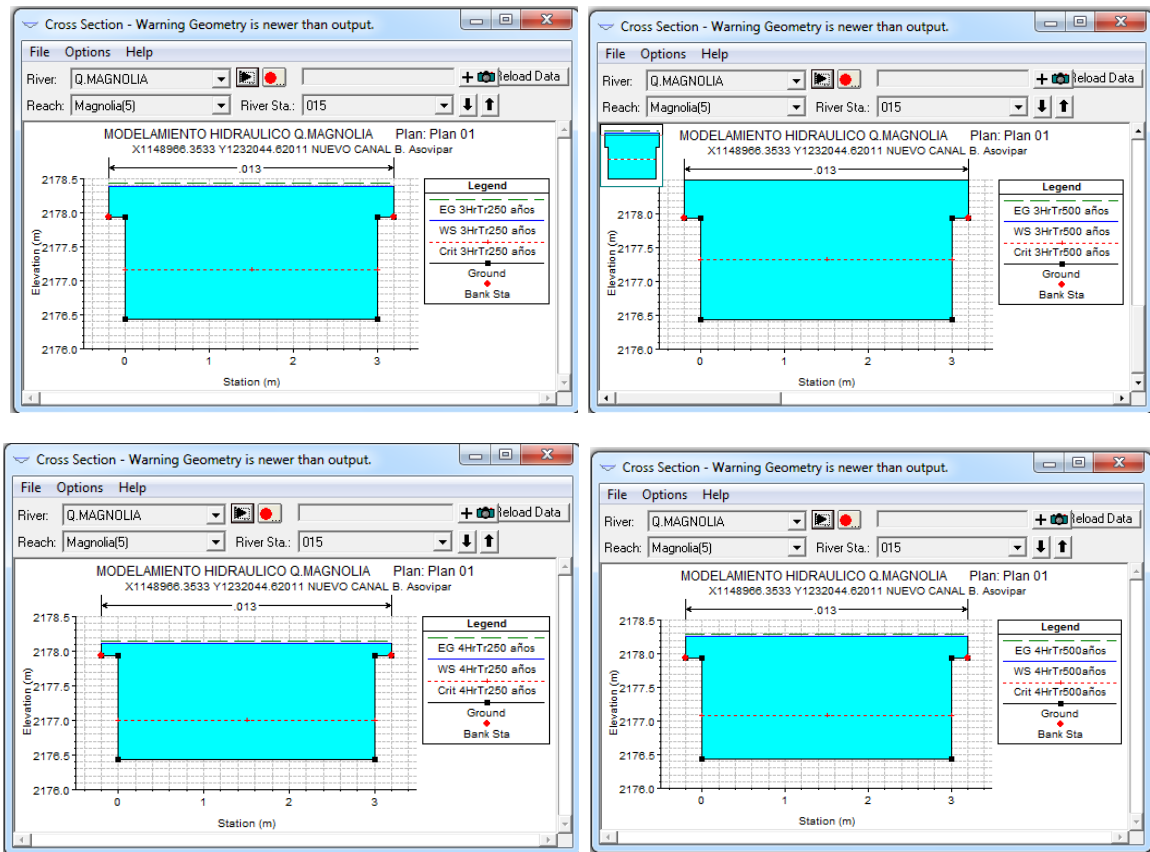 Cross Section - Warning Geometry is newer than output.
File Options Help
River: Q.MAGNOLIA Reload Data
Reach: Magnolia(5) River Sta.: 015
MODELAMIENTO HIDRAULICO Q.MAGNOLIA Plan: Plan 01
X1148966.3533 Y1232044.62011 NUEVO CANAL B. Asovipar
.013
2178.5
2178.0
2177.5
2177.0
2176.5
2176.0
Elevation (m)
0 1 2 3
Station (m)
Legend
EG 3HrTr250 años
WS 3HrTr250 años
Crit 3HrTr250 años
Ground
Bank Sta
Cross Section - Warning Geometry is newer than output.
File Options Help
River: Q.MAGNOLIA Reload Data
Reach: Magnolia(5) River Sta.: 015
MODELAMIENTO HIDRAULICO Q.MAGNOLIA Plan: Plan 01
X1148966.3533 Y1232044.62011 NUEVO CANAL B. Asovipar
.013
2178.0
2177.5
2177.0
2176.5
2176.0
Elevation (m)
0 1 2 3
Station (m)
Legend
EG 3HrTr500 años
WS 3HrTr500 años
Crit 3HrTr500 años
Ground
Bank Sta
Cross Section - Warning Geometry is newer than output.
File Options Help
River: Q.MAGNOLIA Reload Data
Reach: Magnolia(5) River Sta.: 015
MODELAMIENTO HIDRAULICO Q.MAGNOLIA Plan: Plan 01
X1148966.3533 Y1232044.62011 NUEVO CANAL B. Asovipar
.013
2178.5
2178.0
2177.5
2177.0
2176.5
2176.0
Elevation (m)
0 1 2 3
Station (m)
Legend
EG 4HrTr250 años
WS 4HrTr250 años
Crit 4HrTr250 años
Ground
Bank Sta
Cross Section - Warning Geometry is newer than output.
File Options Help
River: Q.MAGNOLIA Reload Data
Reach: Magnolia(5) River Sta.: 015
MODELAMIENTO HIDRAULICO Q.MAGNOLIA Plan: Plan 01
X1148966.3533 Y1232044.62011 NUEVO CANAL B. Asovipar
.013
2178.5
2178.0
2177.5
2177.0
2176.5
2176.0
Elevation (m)
0 1 2 3
Station (m)
Legend
EG 4HrTr500años
WS 4HrTr500años
Crit 4HrTr500años
Ground
Bank Sta